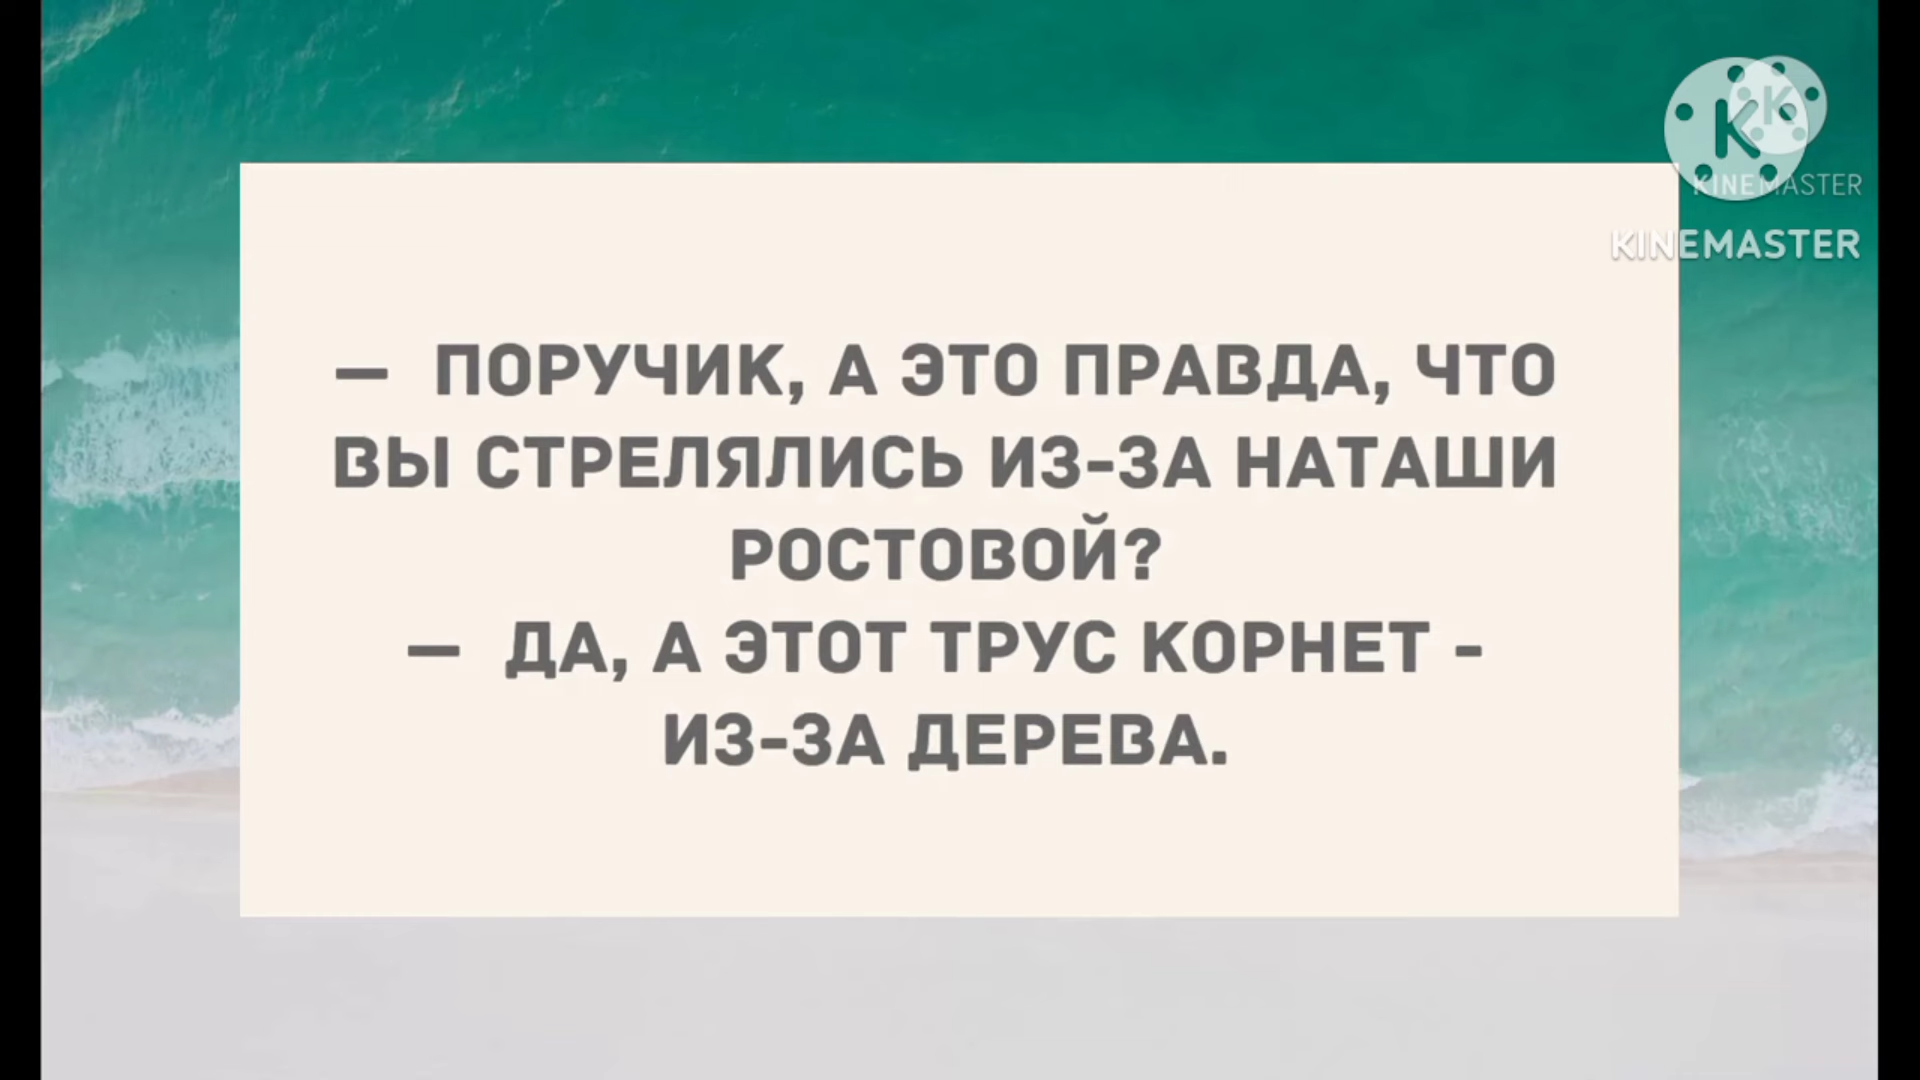 — ПОРУЧИК, А ЭТО ПРАВДА, ЧТО
ВЫ СТРЕЛЯЛИСЬ ИЗ-ЗА НАТАШИ
РОСТОВОЙ?
— ДА, А ЭТОТ ТРУС КОРНЕТ -
ИЗ-ЗА ДЕРЕВА.
K
K
KINEMASTER
KINEMASTER